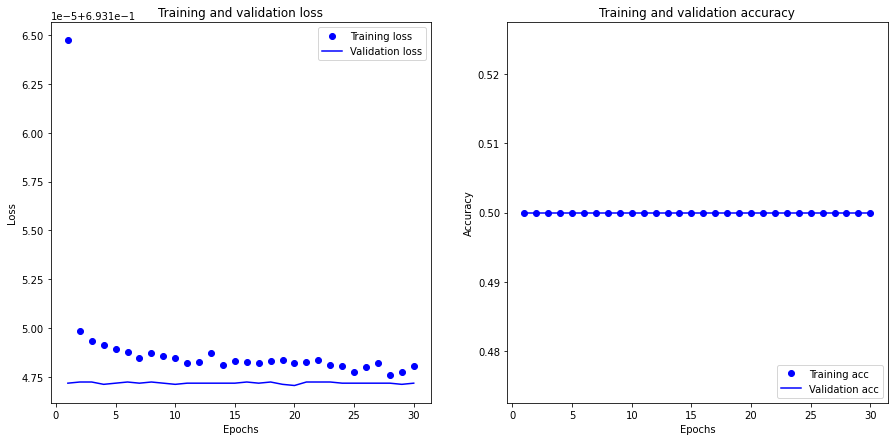 Training and validation loss
1e-5+6.931e-1
6.50
6.25
6.00
5.75
5.50
5.25
5.00
4.75
Loss
0 5 10 15 20 25 30
Epochs
Training loss
Validation loss
Training and validation accuracy
0.52
0.51
0.50
0.49
0.48
Accuracy
0 5 10 15 20 25 30
Epochs
Training acc
Validation acc